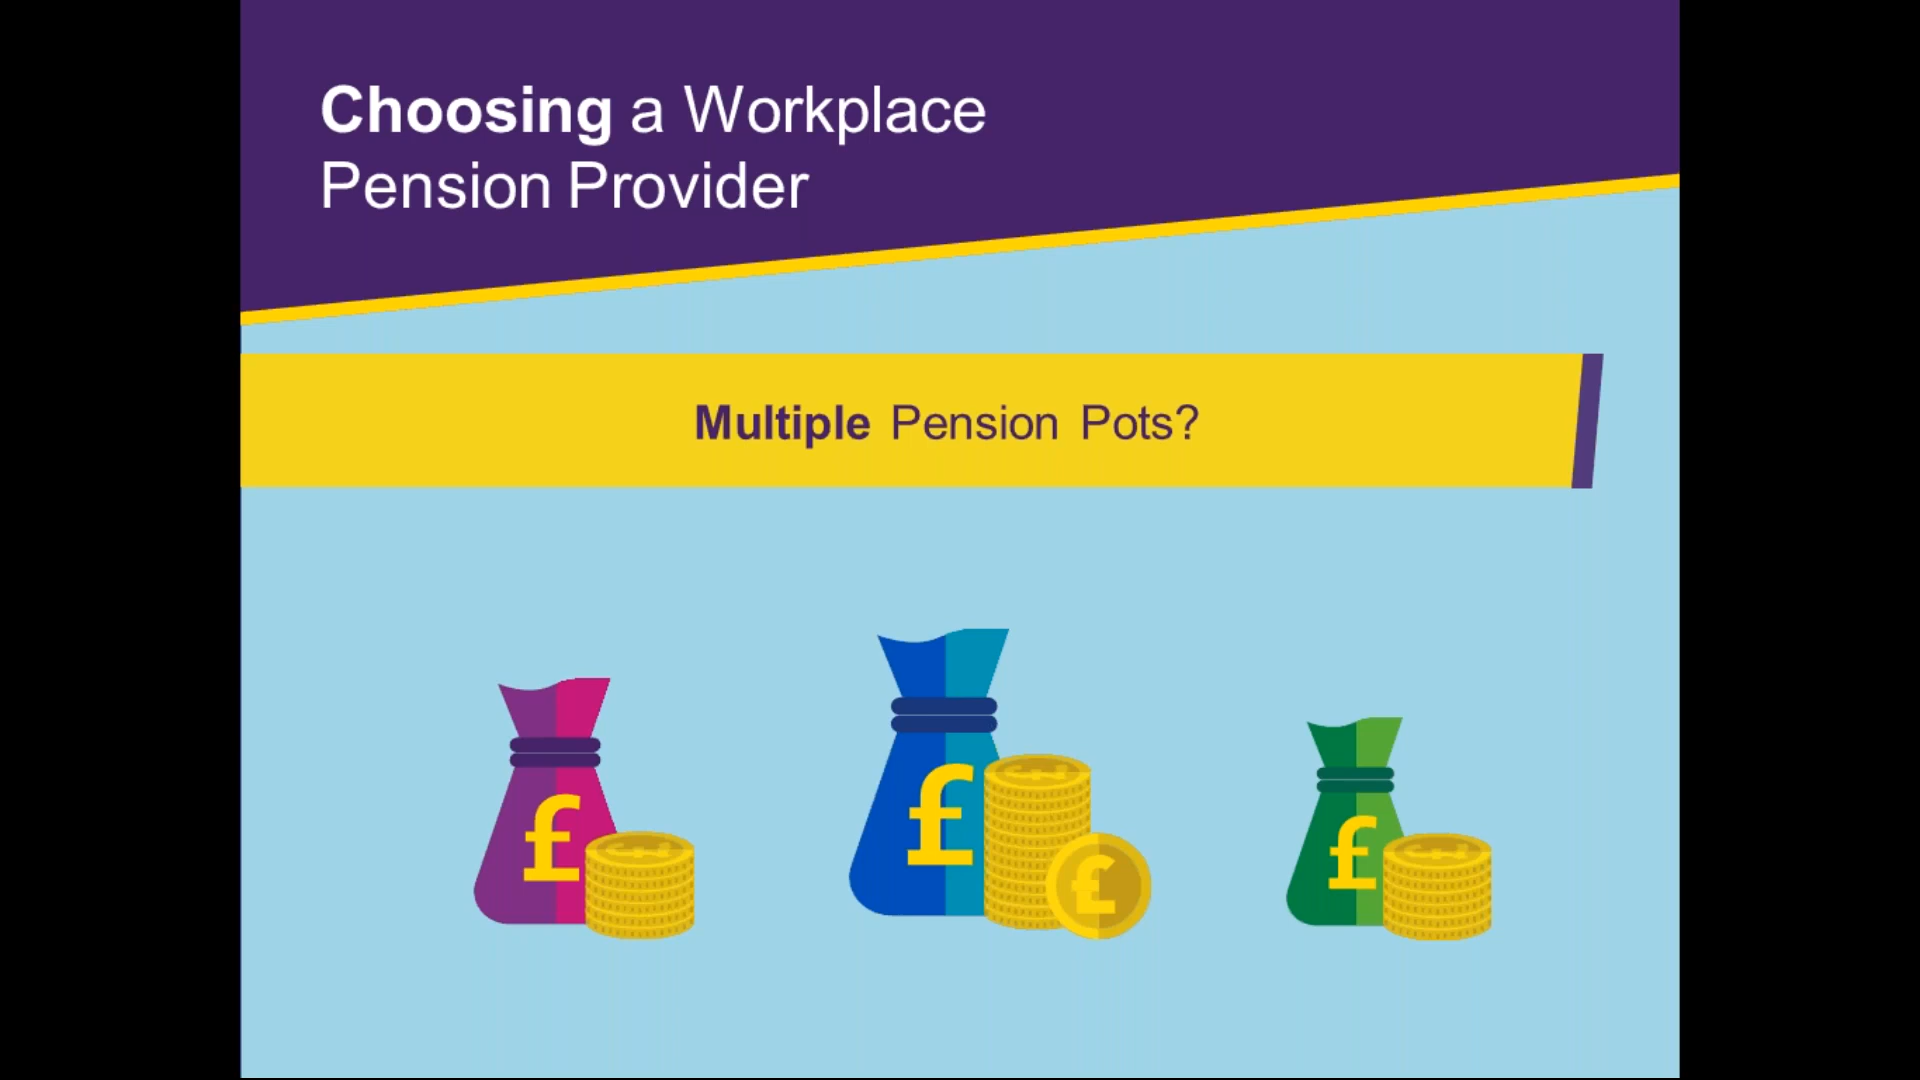 Choosing a Workplace
Pension Provider
Multiple Pension Pots?
£
£
£
£